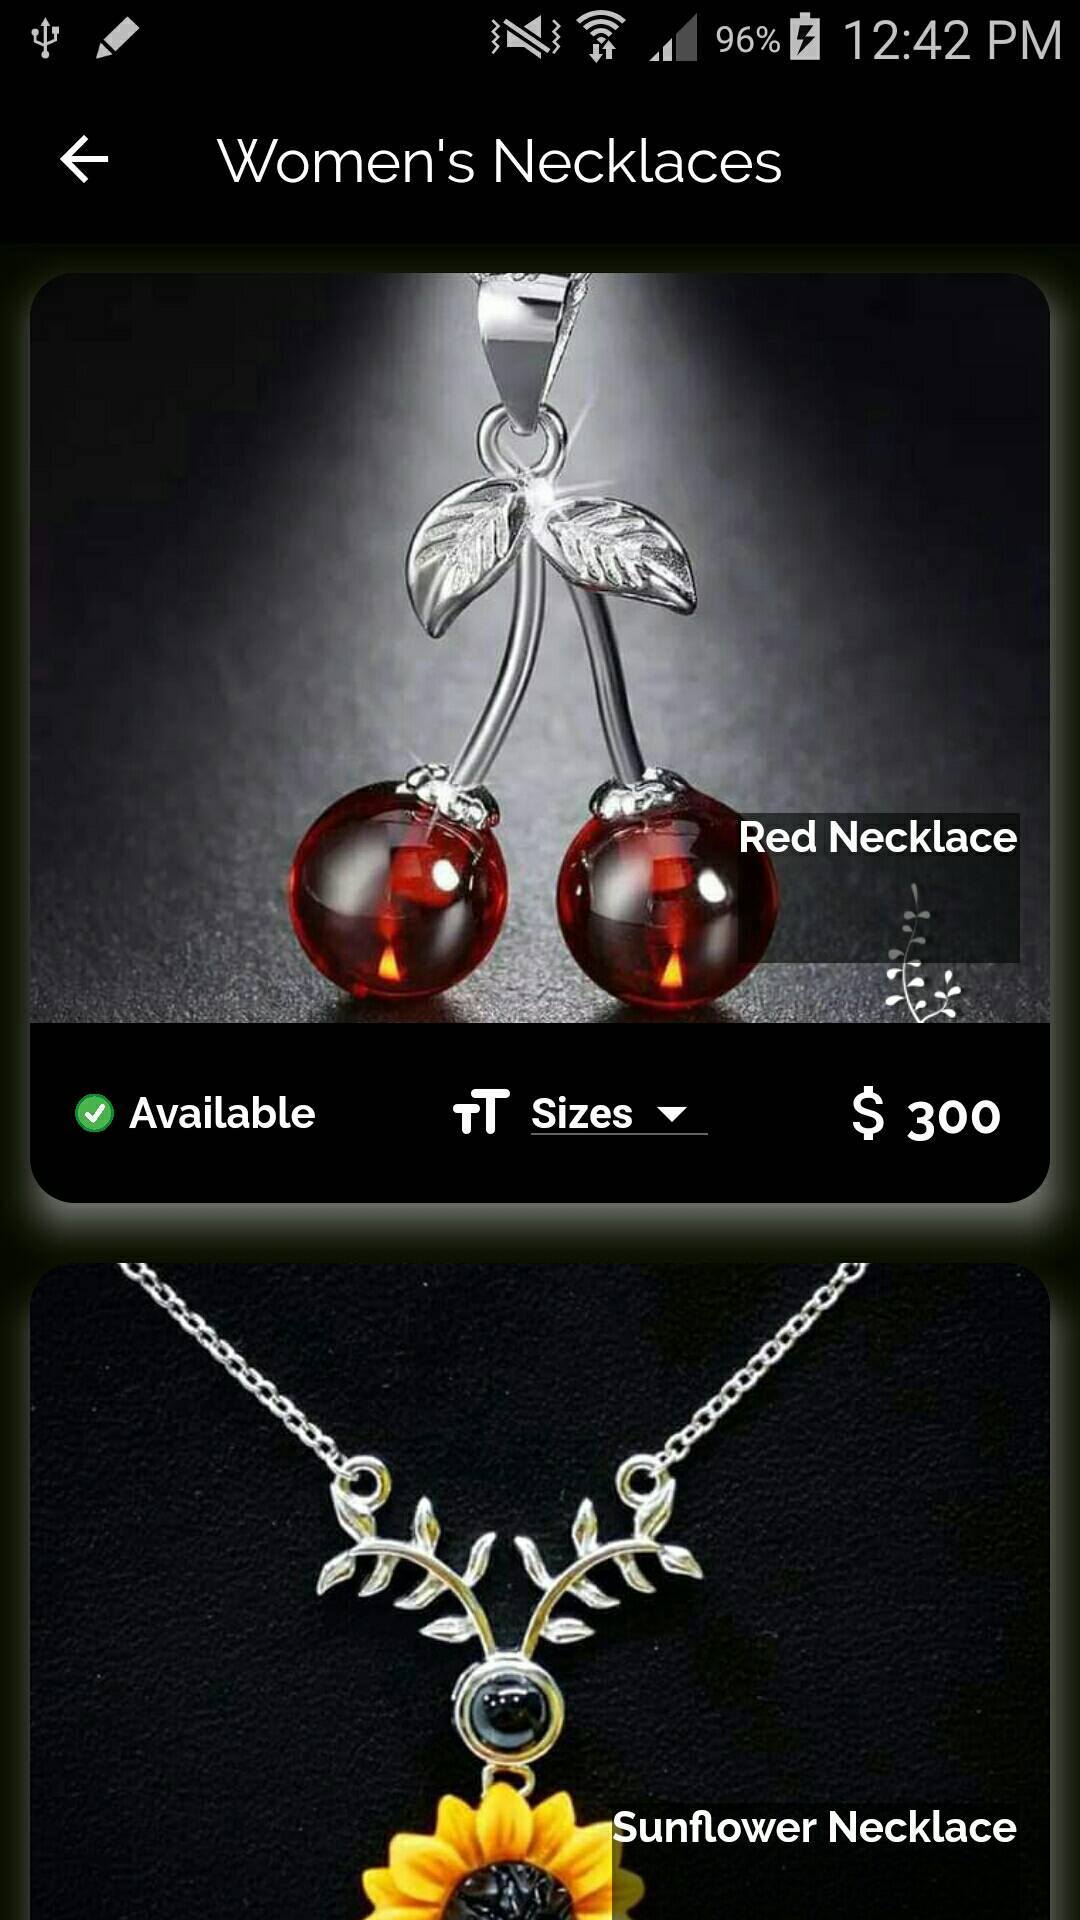 96% 12:42 PM
Women's Necklaces
Red Necklace
Available
Sizes
$ 300
Sunflower Necklace